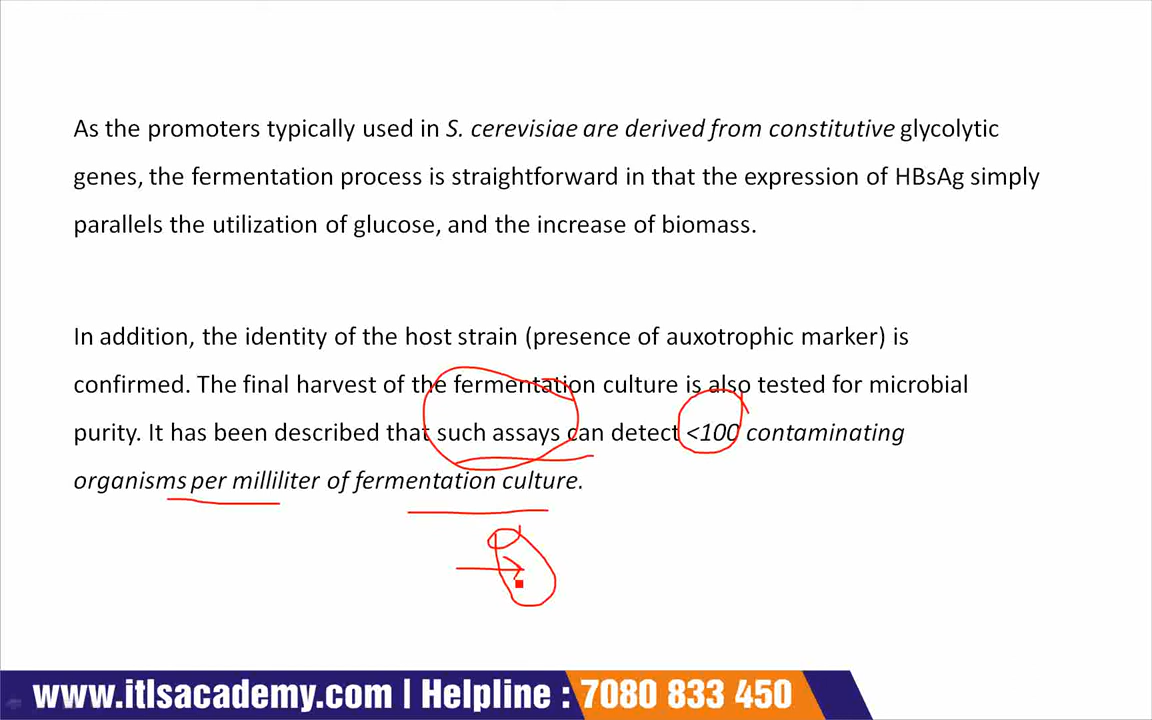 As the promoters typically used in S. cerevisiae are derived from constitutive glycolytic
genes, the fermentation process is straightforward in that the expression of HBsAg simply
parallels the utilization of glucose, and the increase of biomass.
In addition, the identity of the host strain (presence of auxotrophic marker) is
confirmed. The final harvest of the fermentation culture is also tested for microbial
purity. It has been described that such assays can detect <100 contaminating
organisms per milliliter of fermentation culture.
www.itlsacademy.com | Helpline : 7080 833 450